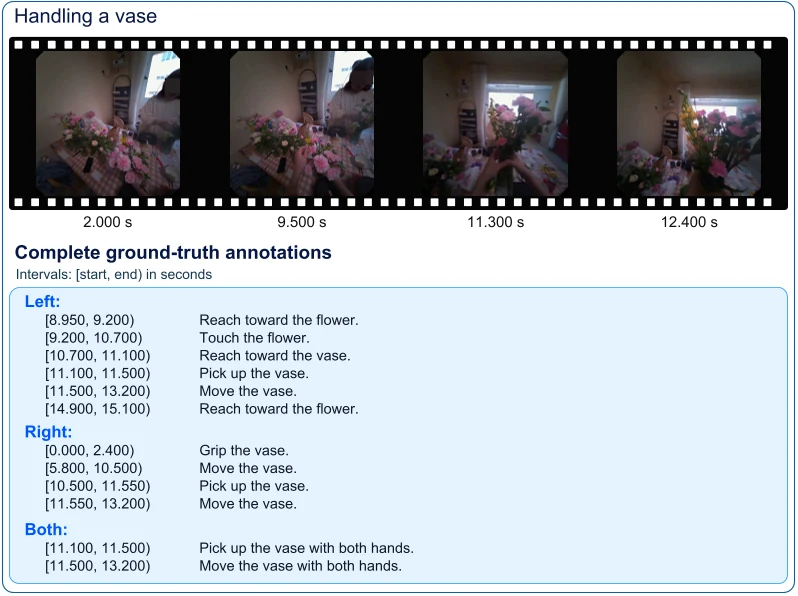 Handling a vase
2.000 s 9.500 s 11.300 s 12.400 s
Complete ground-truth annotations
Intervals: [start, end) in seconds
Left:
[8.950, 9.200) Reach toward the flower.
[9.200, 10.700) Touch the flower.
[10.700, 11.100) Reach toward the vase.
[11.100, 11.500) Pick up the vase.
[11.500, 13.200) Move the vase.
[14.900, 15.100) Reach toward the flower.
Right:
[0.000, 2.400) Grip the vase.
[5.800, 10.500) Move the vase.
[10.500, 11.550) Pick up the vase.
[11.550, 13.200) Move the vase.
Both:
[11.100, 11.500) Pick up the vase with both hands.
[11.500, 13.200) Move the vase with both hands.